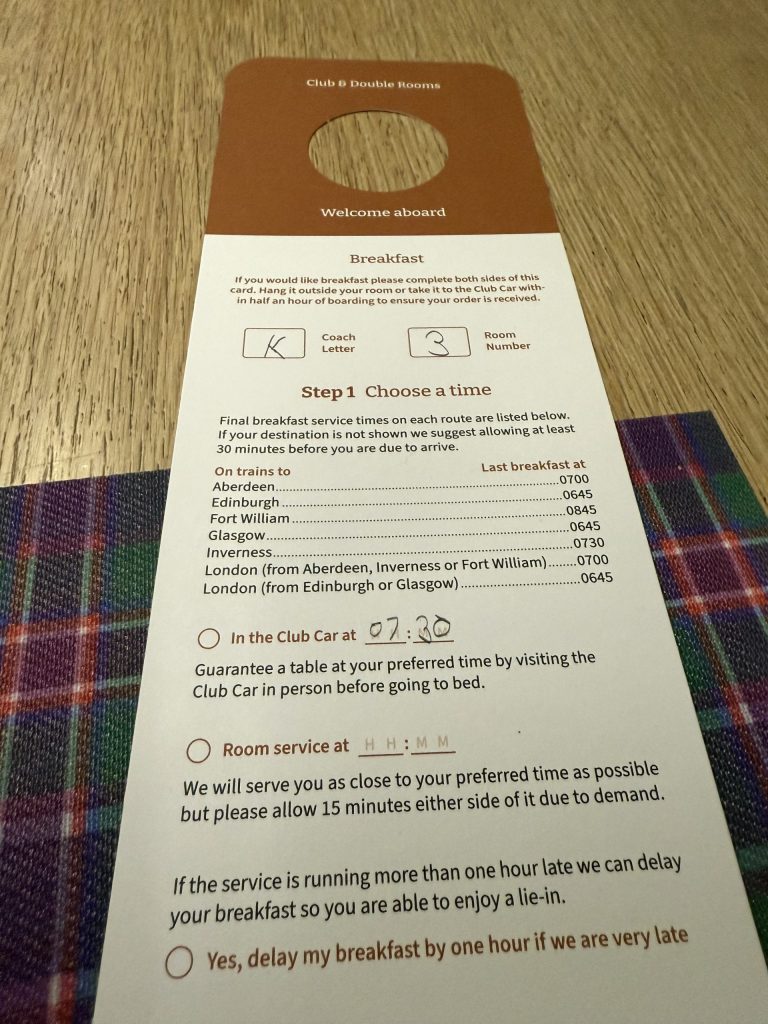 Club & Double Rooms
Welcome aboard
Breakfast
If you would like breakfast please complete both sides of this
card. Hang it outside your room or take it to the Club Car with-
in half an hour of boarding to ensure your order is received.
K Coach Letter
3 Room Number
Step 1 Choose a time
Final breakfast service times on each route are listed below.
If your destination is not shown we suggest allowing at least
30 minutes before you are due to arrive.
On trains to Last breakfast at
Aberdeen..........0700
Edinburgh..........0645
Fort William..........0845
Glasgow..........0645
Inverness..........0730
London (from Aberdeen, Inverness or Fort William)........0700
London (from Edinburgh or Glasgow)..........0645
In the Club Car at 07:30
Guarantee a table at your preferred time by visiting the
Club Car in person before going to bed.
Room service at H H : M M
We will serve you as close to your preferred time as possible
but please allow 15 minutes either side of it due to demand.
If the service is running more than one hour late we can delay
your breakfast so you are able to enjoy a lie-in.
Yes, delay my breakfast by one hour if we are very late